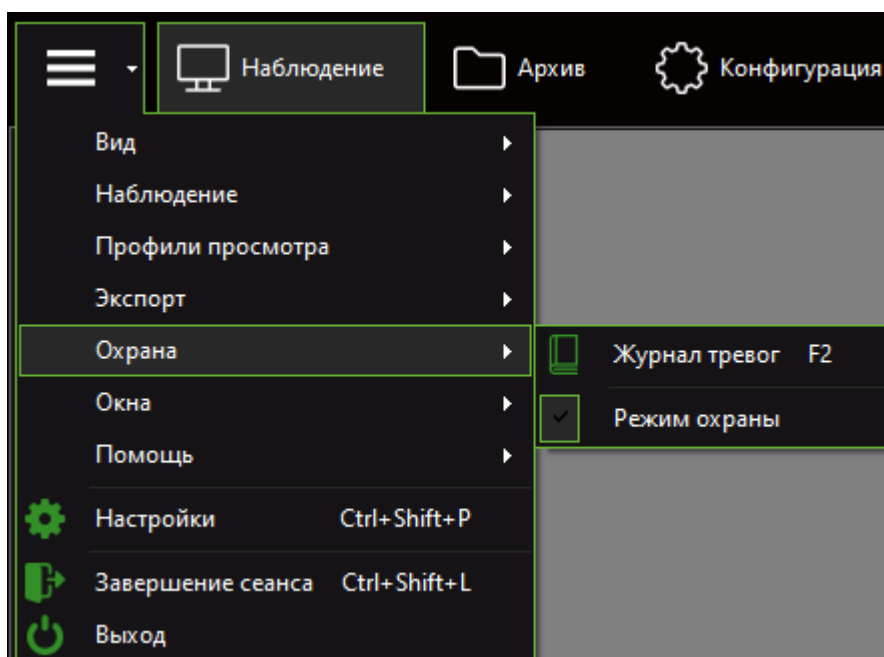 Наблюдение Архив Конфигурация
Вид
Наблюдение
Профили просмотра
Экспорт
Охрана
Журнал тревог F2
Окна
Режим охраны
Помощь
Настройки Ctrl+Shift+P
Завершение сеанса Ctrl+Shift+L
Выход